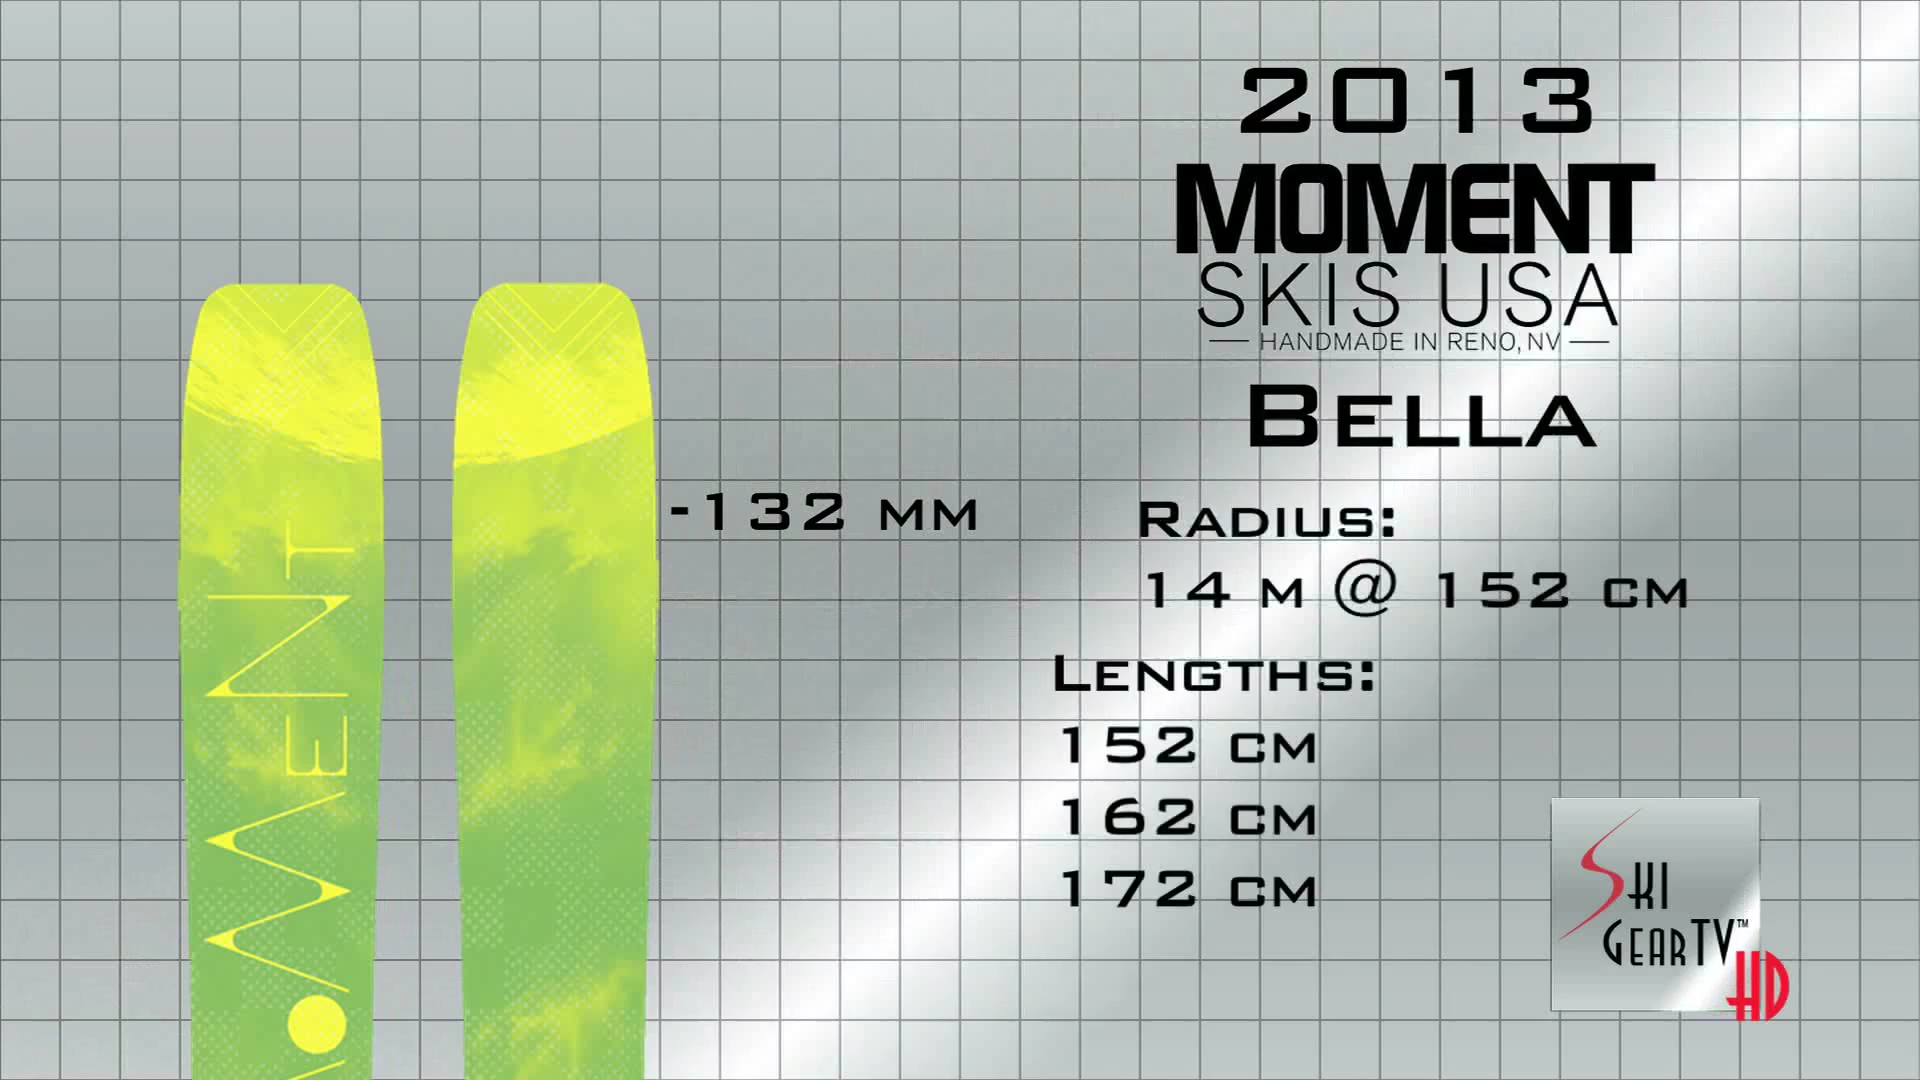 2013
MOMENT
SKIS USA
HANDMADE IN RENO, NV
BELLA
-132 MM
RADIUS:
14 M @ 152 CM
LENGTHS:
152 CM
162 CM
172 CM
MOMENT
SKI
GEARTV™
HD